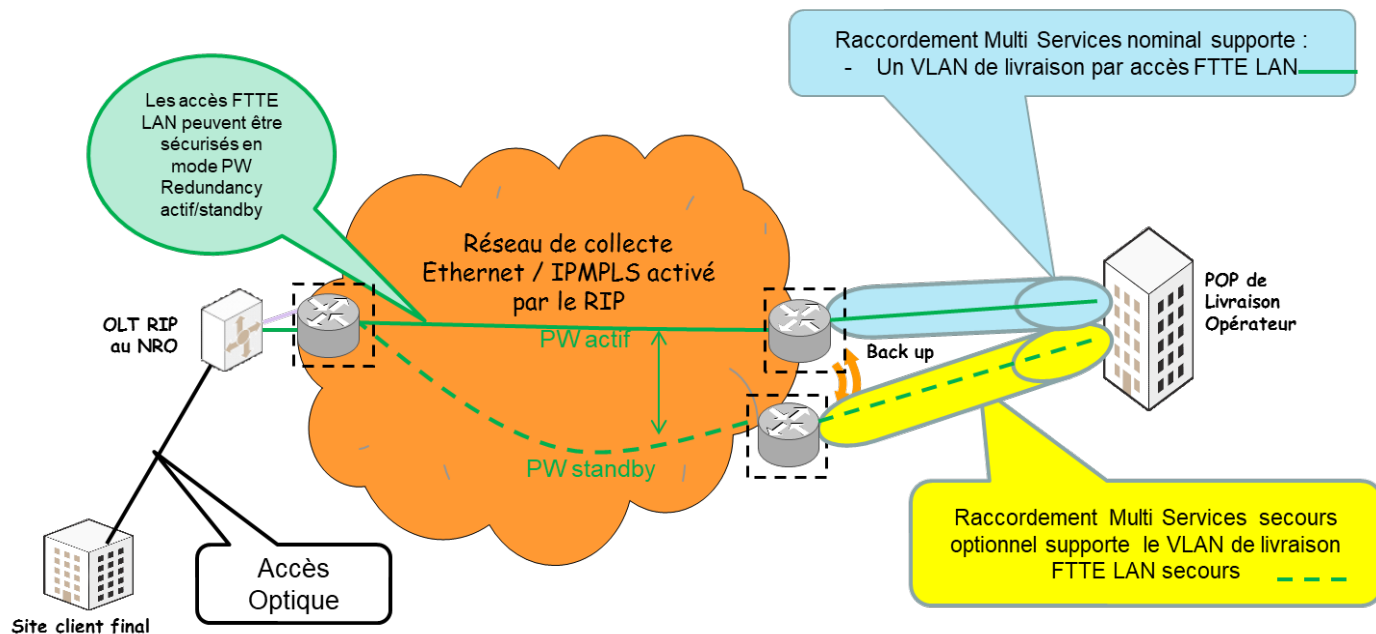 Raccordement Multi Services nominal supporte :
- Un VLAN de livraison par accès FTTE LAN
Les accès FTTE
LAN peuvent être
sécurisés en
mode PW
Redundancy
actif/standby
Réseau de collecte
Ethernet / IPMPLS activé
par le RIP
POP de
Livraison
Opérateur
OLT RIP
au NRO
PW actif
Back up
PW standby
Raccordement Multi Services secours
optionnel supporte le VLAN de livraison
FTTE LAN secours
Accès
Optique
Site client final